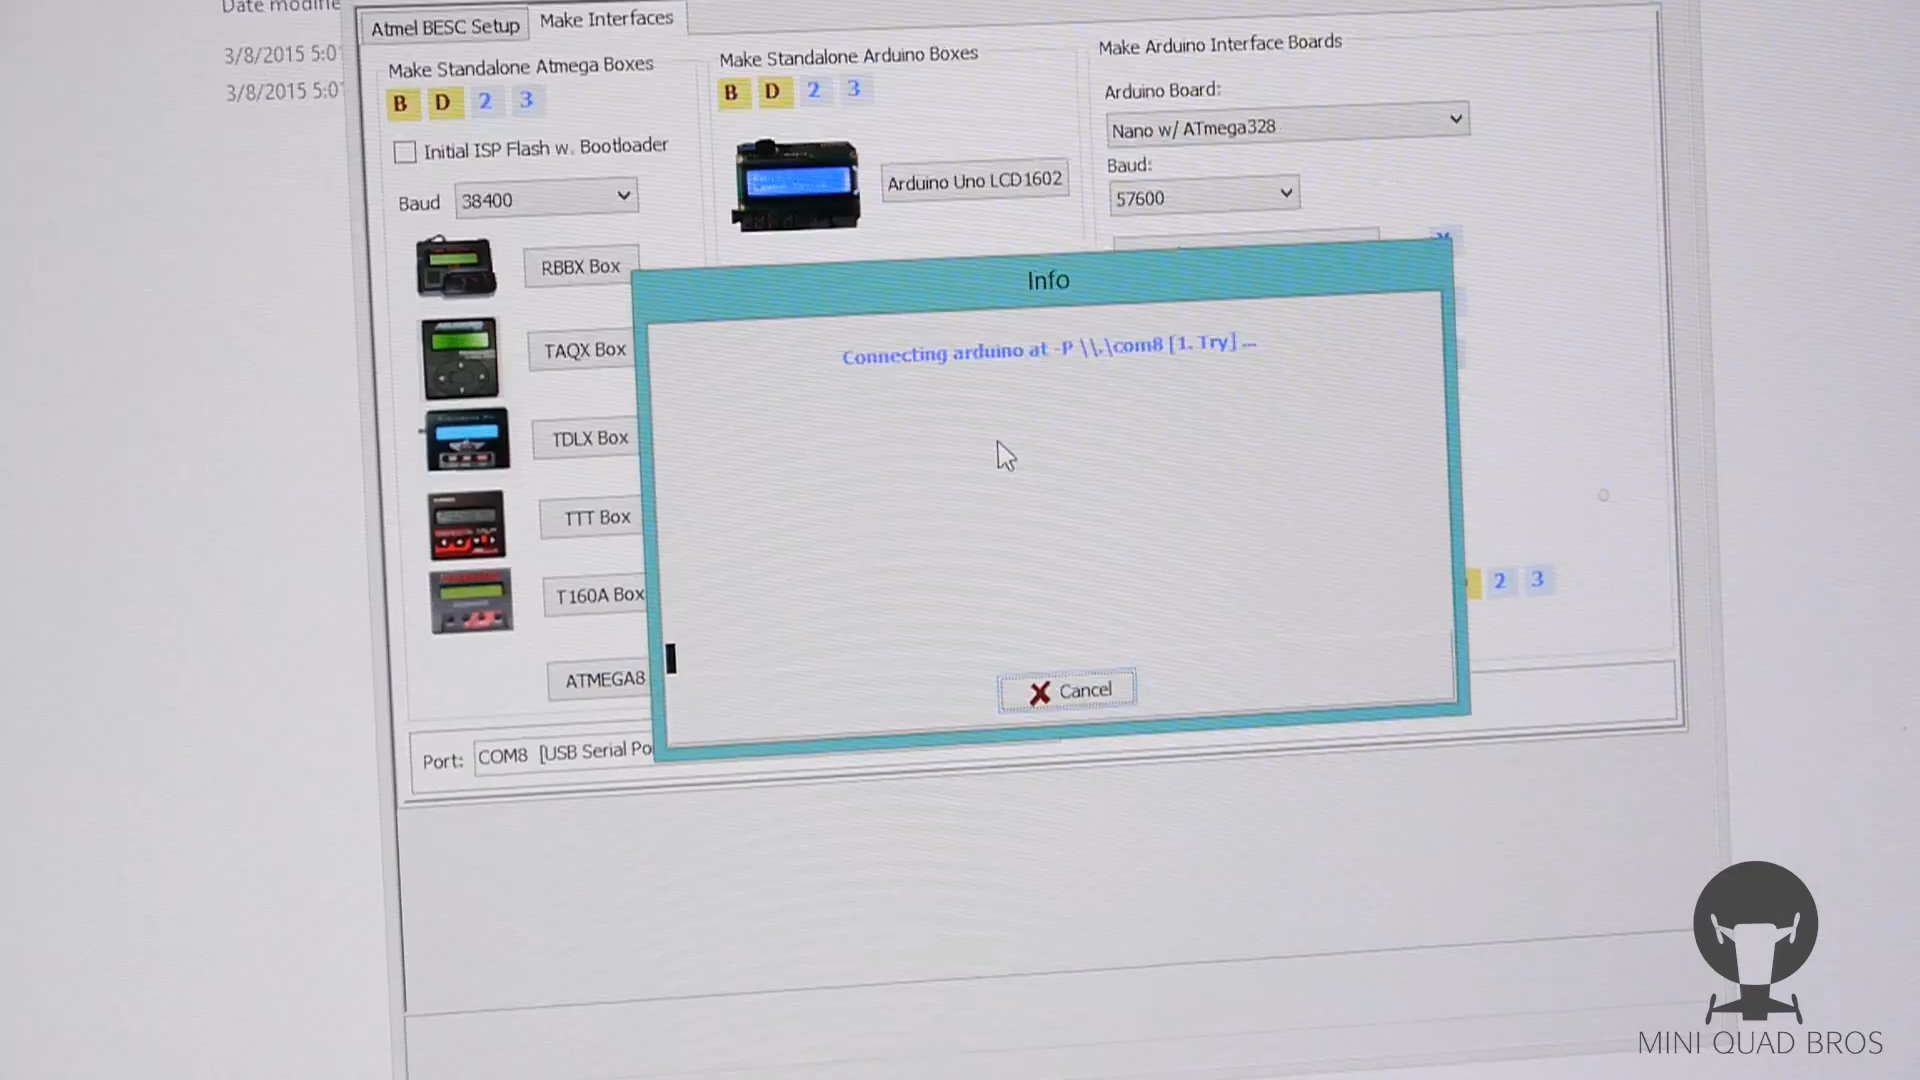 Date modifie
3/8/2015 5:0
3/8/2015 5:0
Atmel BESC Setup
Make Interfaces
Make Standalone Atmega Boxes
B D 2 3
Initial ISP Flash w. Bootloader
Baud 38400
RBBX Box
TAQX Box
TDLX Box
TTT Box
T160A Box
ATMEGA8
Port: COM8 [USB Serial Po
Make Standalone Arduino Boxes
B D 2 3
Arduino Uno LCD1602
Make Arduino Interface Boards
Arduino Board:
Nano w/ ATmega328
Baud:
57600
2 3
Info
Connecting arduino at -P \\.\com8 [1. Try] ...
Cancel
MINI QUAD BROS